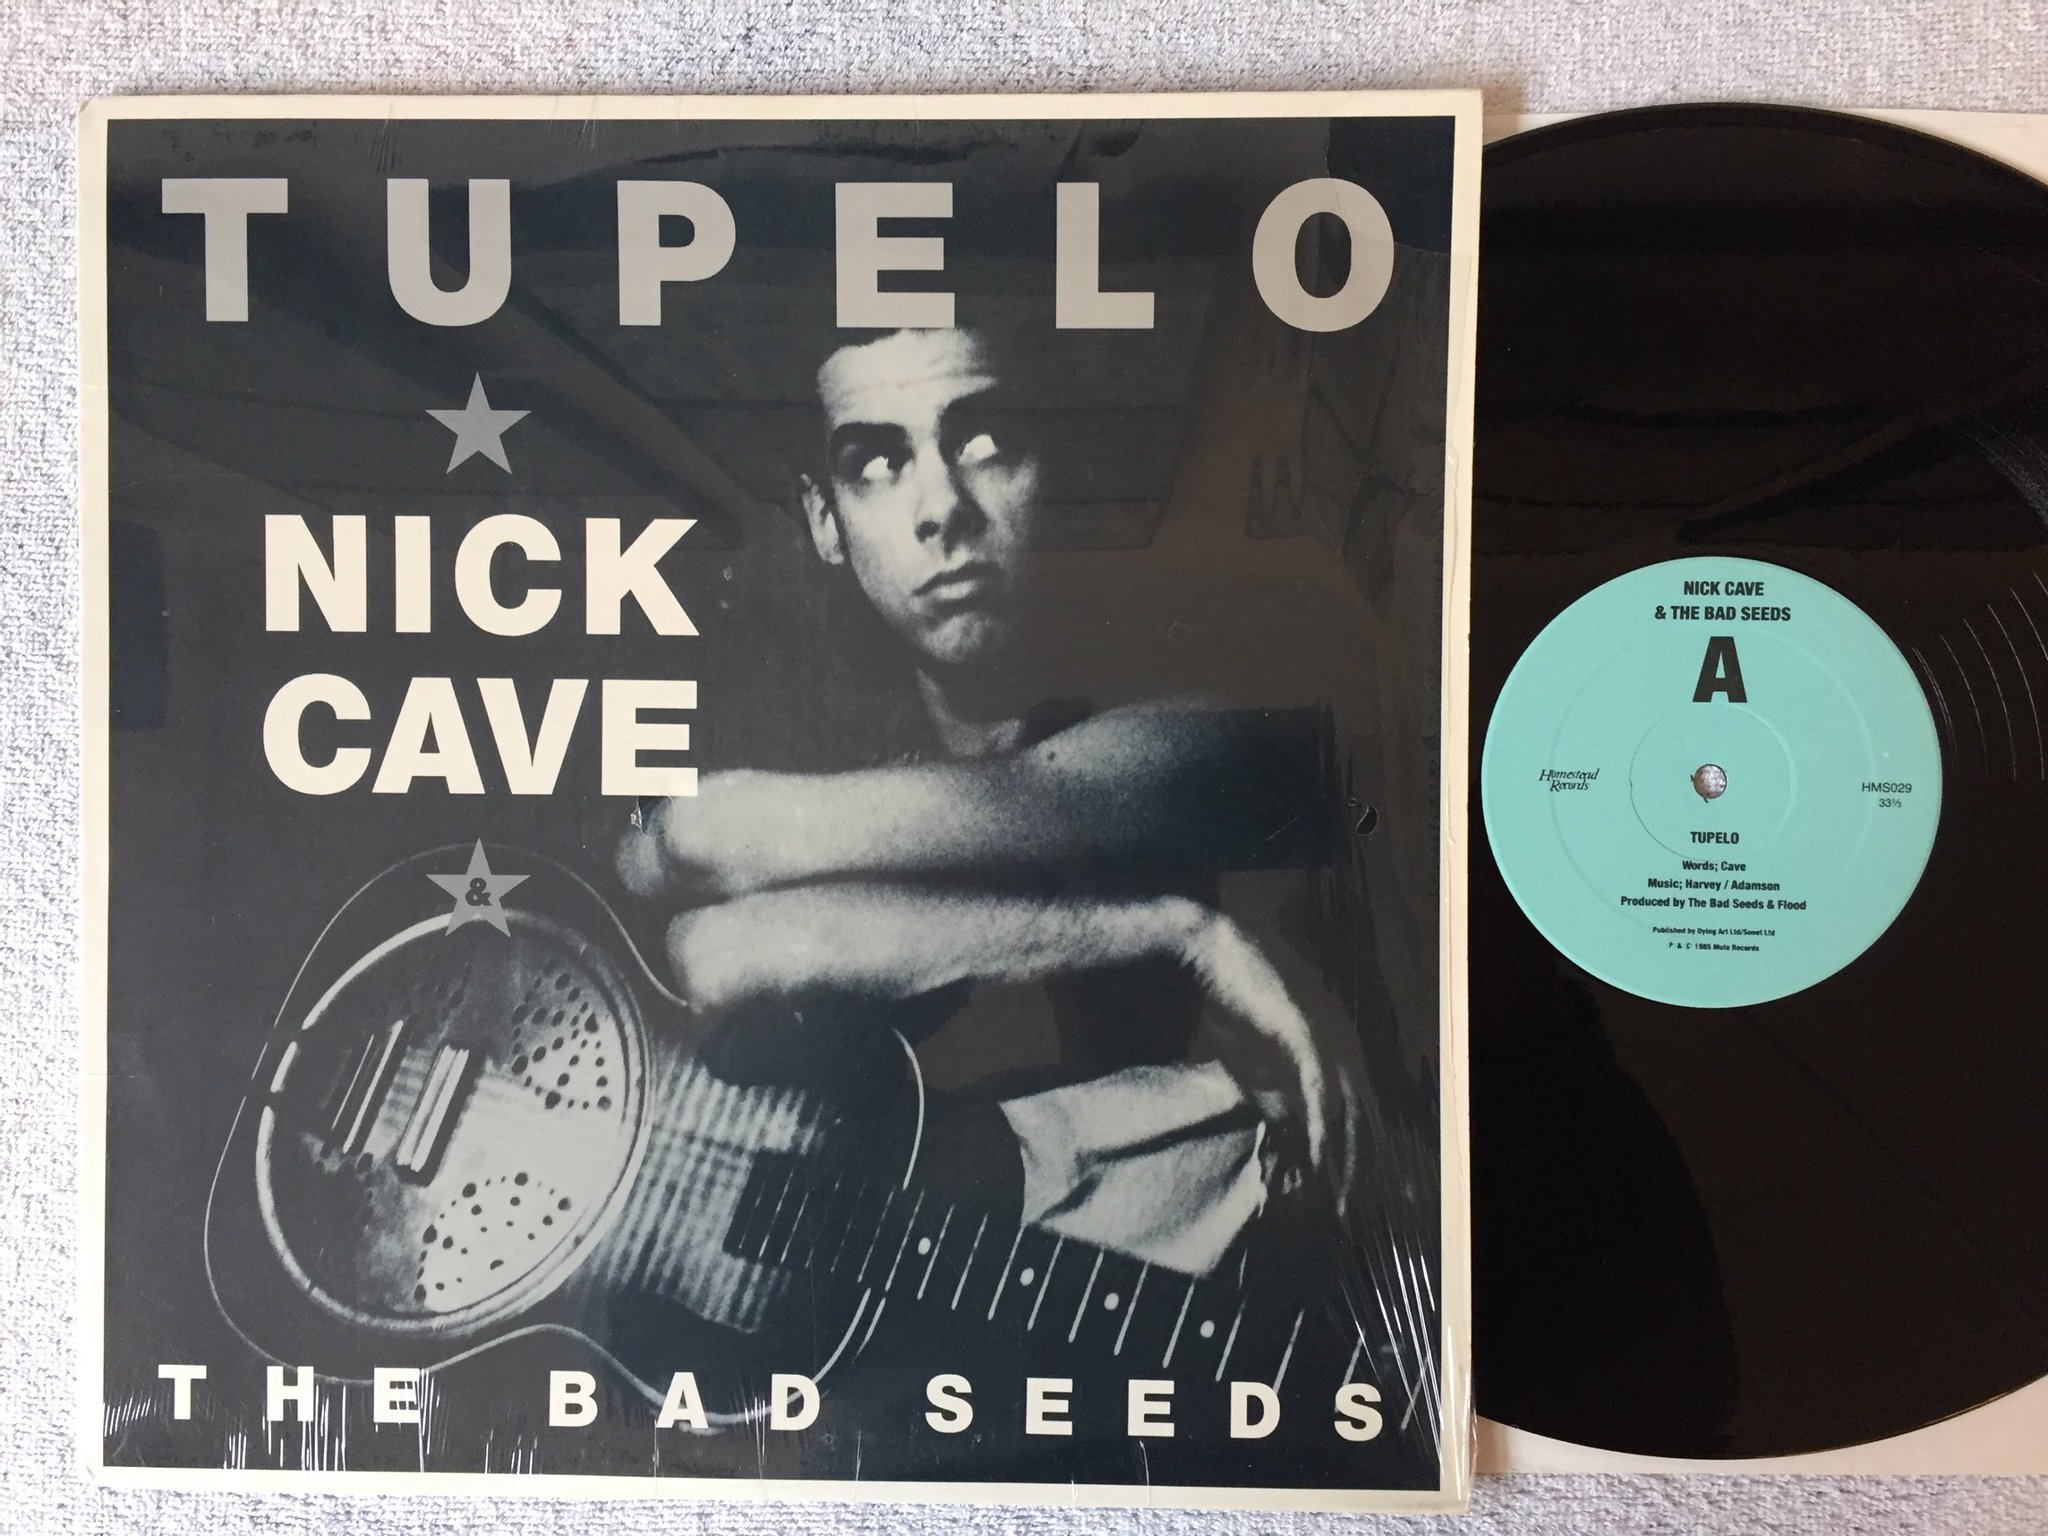 TUPELO
NICK
CAVE
&
THE BAD SEEDS
NICK CAVE
& THE BAD SEEDS
A
Homestead
Records
HMS029
33⅓
TUPELO
Words; Cave
Music; Harvey / Adamson
Produced by The Bad Seeds & Flood
Published by Dying Art Ltd/Sonet Ltd
P & C 1985 Mute Records